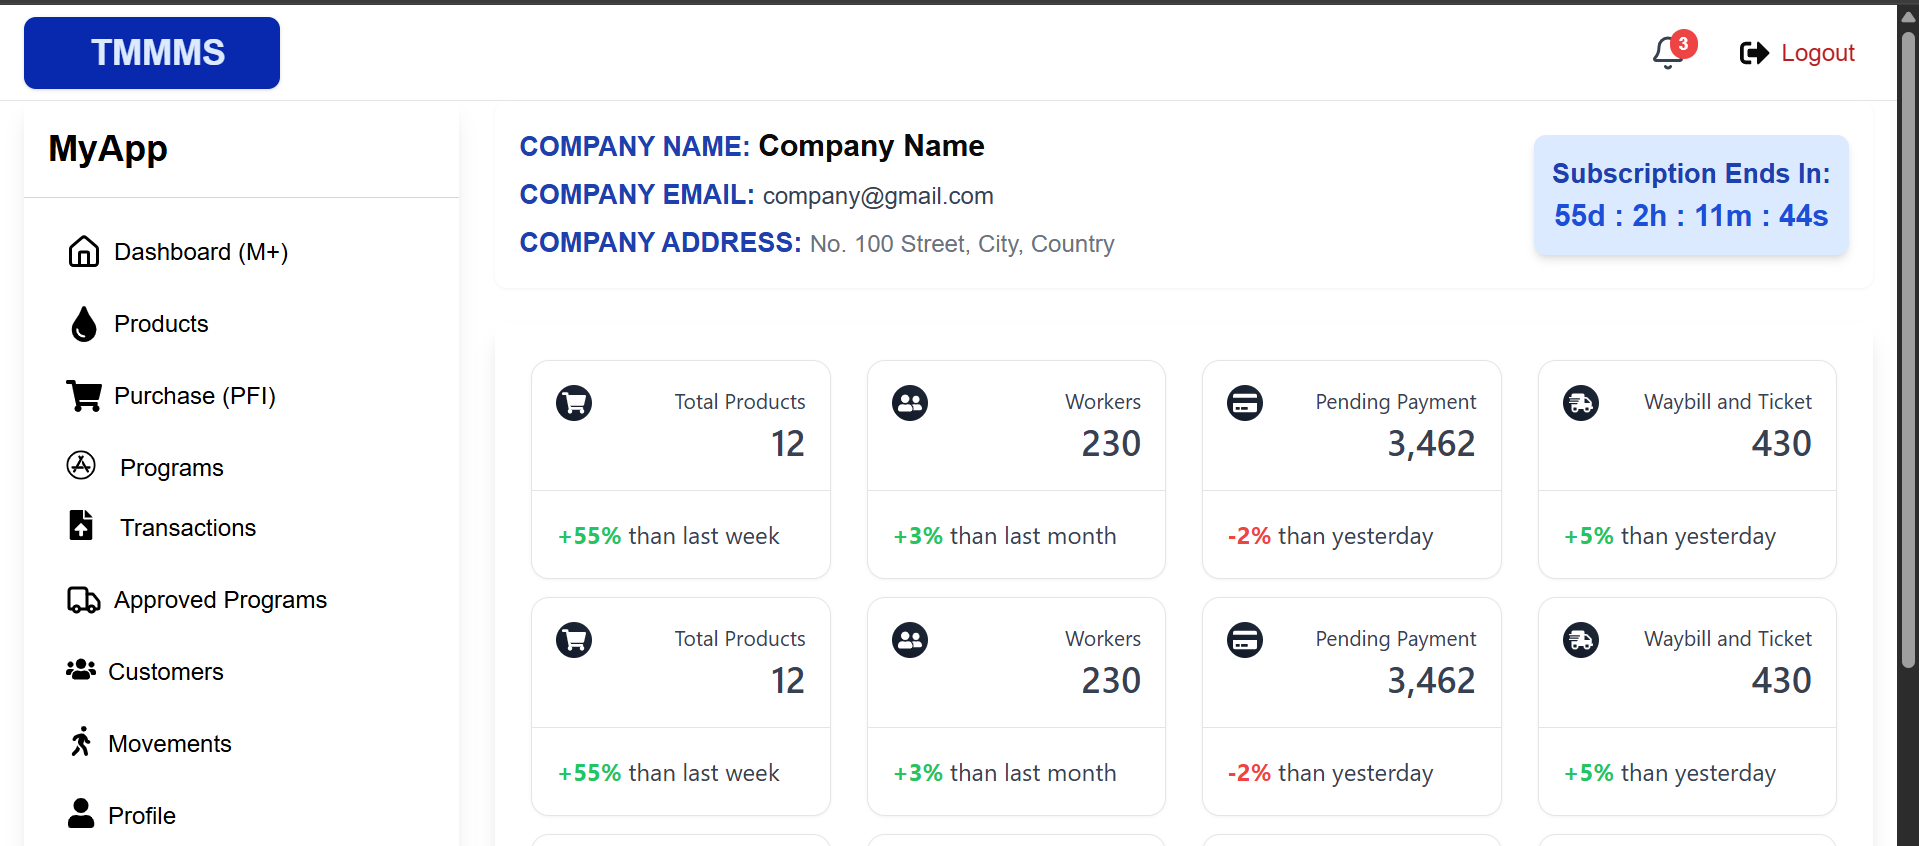 TMMMS
3
Logout
MyApp
Dashboard (M+)
Products
Purchase (PFI)
Programs
Transactions
Approved Programs
Customers
Movements
Profile
COMPANY NAME: Company Name
COMPANY EMAIL: company@gmail.com
COMPANY ADDRESS: No. 100 Street, City, Country
Subscription Ends In:
55d : 2h : 11m : 44s
Total Products
12
+55% than last week
Workers
230
+3% than last month
Pending Payment
3,462
-2% than yesterday
Waybill and Ticket
430
+5% than yesterday
Total Products
12
+55% than last week
Workers
230
+3% than last month
Pending Payment
3,462
-2% than yesterday
Waybill and Ticket
430
+5% than yesterday